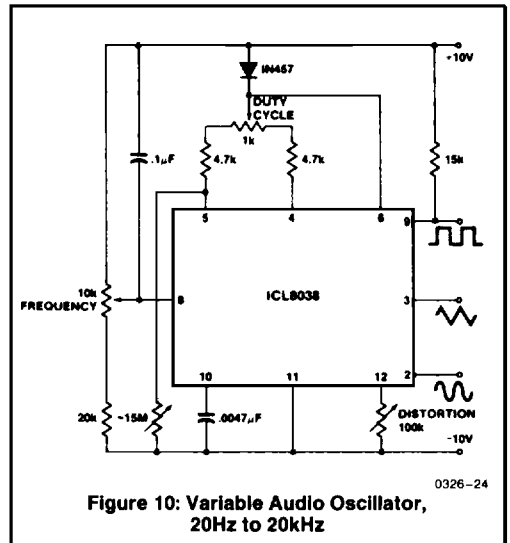 +10V
IN457
DUTY
CYCLE
1k
.1µF
4.7k
4.7k
15k
5
4
6
9
10k
FREQUENCY
8
ICL8038
3
2
10
11
12
20k
~15M
.0047µF
DISTORTION
100k
-10V
0326-24
Figure 10: Variable Audio Oscillator,
20Hz to 20kHz